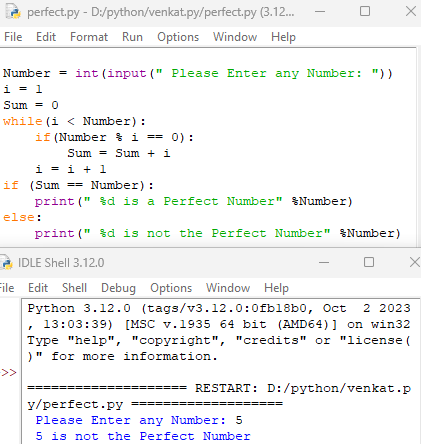 perfect.py - D:/python/venkat.py/perfect.py (3.12...
File Edit Format Run Options Window Help
Number = int(input(" Please Enter any Number: "))
i = 1
Sum = 0
while(i < Number):
    if(Number % i == 0):
        Sum = Sum + i
    i = i + 1
if (Sum == Number):
    print(" %d is a Perfect Number" %Number)
else:
    print(" %d is not the Perfect Number" %Number)
IDLE Shell 3.12.0
File Edit Shell Debug Options Window Help
Python 3.12.0 (tags/v3.12.0:0fb18b0, Oct  2 2023
, 13:03:39) [MSC v.1935 64 bit (AMD64)] on win32
Type "help", "copyright", "credits" or "license(
)" for more information.
>>
==================== RESTART: D:/python/venkat.p
y/perfect.py ===================
 Please Enter any Number: 5
 5 is not the Perfect Number